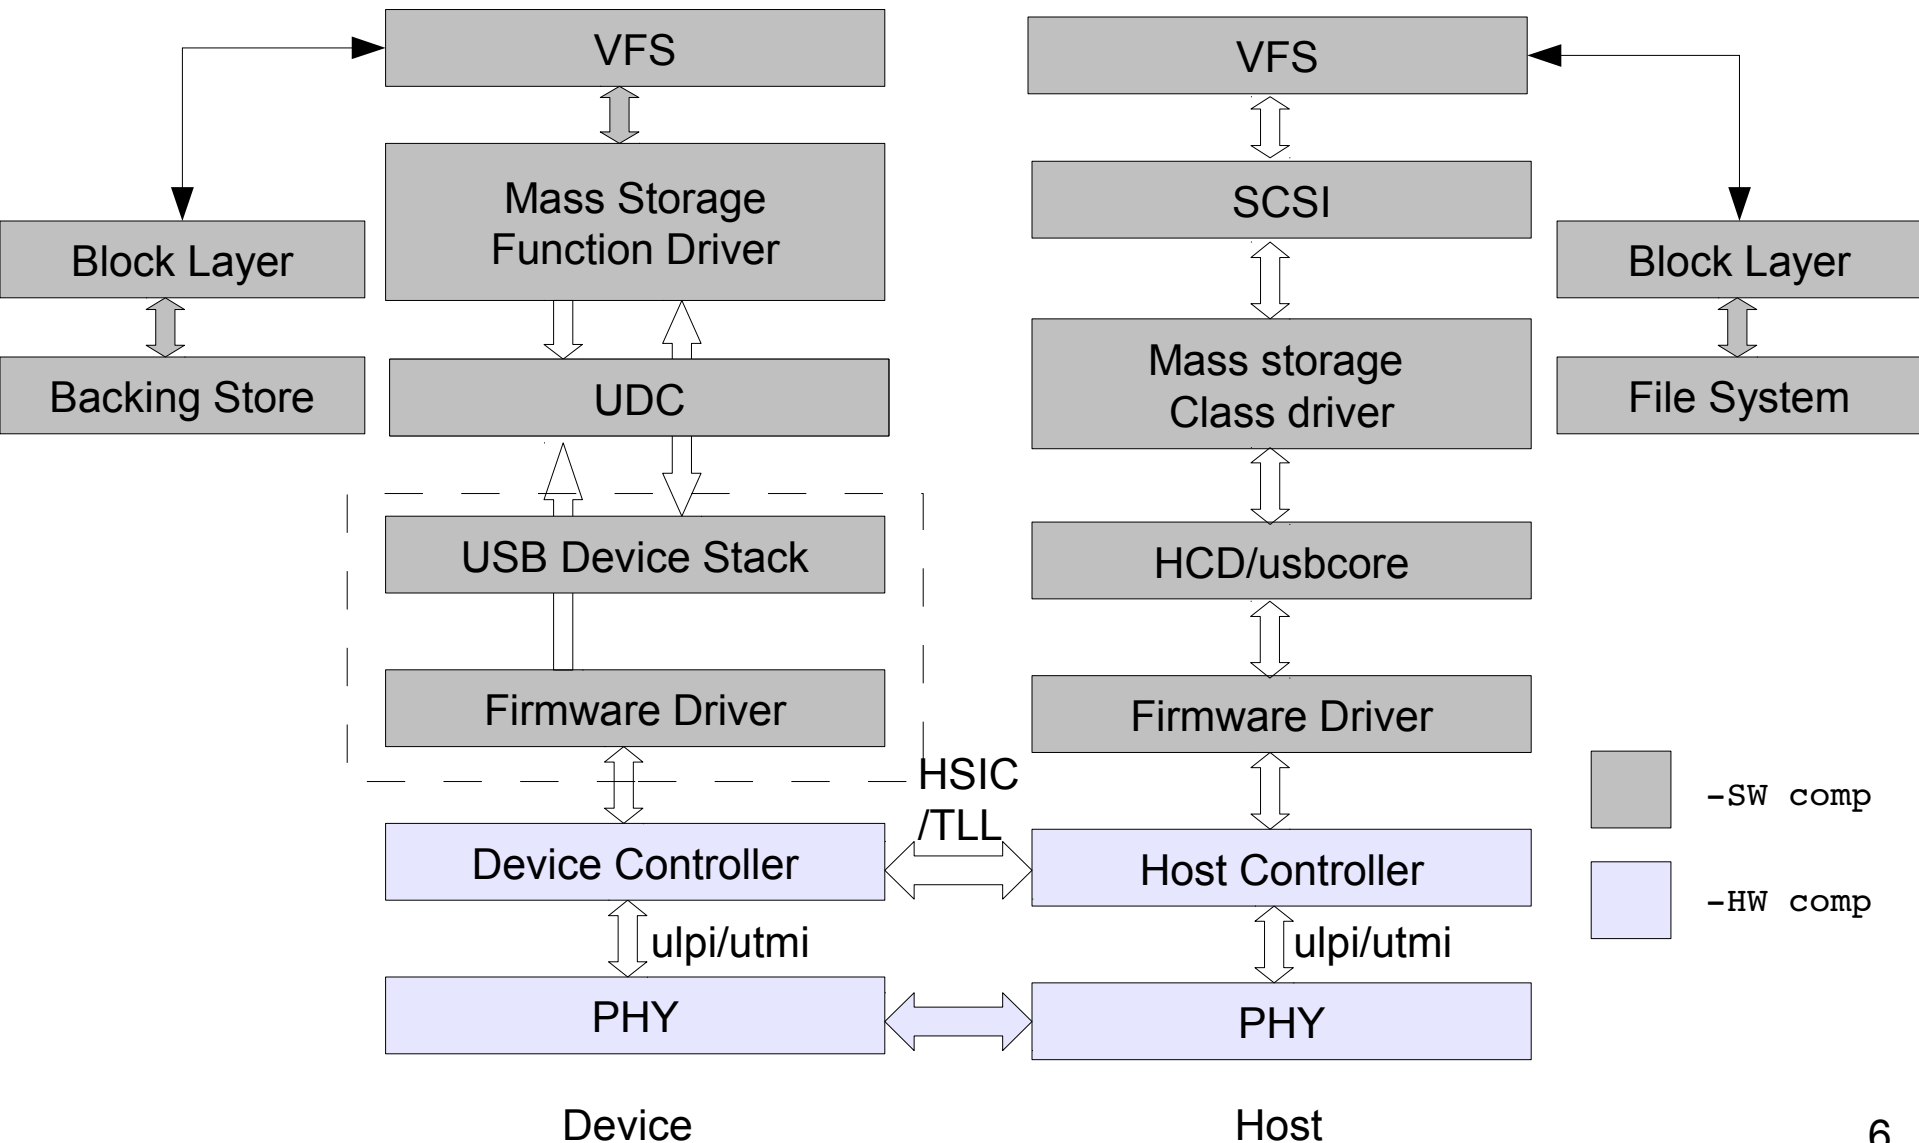 VFS
Mass Storage
Function Driver
Block Layer
Backing Store
UDC
USB Device Stack
Firmware Driver
Device Controller
ulpi/utmi
PHY
Device
HSIC
/TLL
VFS
SCSI
Mass storage
Class driver
HCD/usbcore
Firmware Driver
Host Controller
ulpi/utmi
PHY
Host
Block Layer
File System
-SW comp
-HW comp
6